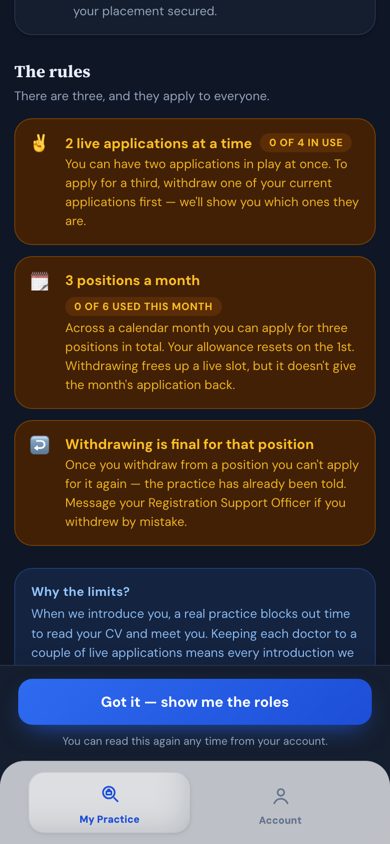 your placement secured.
The rules
There are three, and they apply to everyone.
2 live applications at a time 0 OF 4 IN USE
You can have two applications in play at once. To
apply for a third, withdraw one of your current
applications first — we'll show you which ones they
are.
3 positions a month
0 OF 6 USED THIS MONTH
Across a calendar month you can apply for three
positions in total. Your allowance resets on the 1st.
Withdrawing frees up a live slot, but it doesn't give
the month's application back.
Withdrawing is final for that position
Once you withdraw from a position you can't apply
for it again — the practice has already been told.
Message your Registration Support Officer if you
withdrew by mistake.
Why the limits?
When we introduce you, a real practice blocks out time
to read your CV and meet you. Keeping each doctor to a
couple of live applications means every introduction we
Got it — show me the roles
You can read this again any time from your account.
My Practice
Account